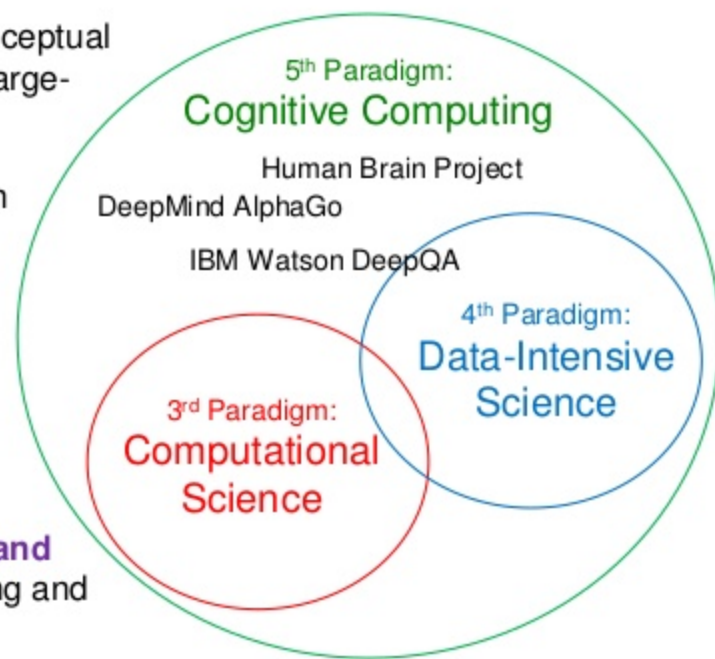 ceptual
arge-
n
and
ng and
5th Paradigm:
Cognitive Computing
Human Brain Project
DeepMind AlphaGo
IBM Watson DeepQA
4th Paradigm:
Data-Intensive
Science
3rd Paradigm:
Computational
Science